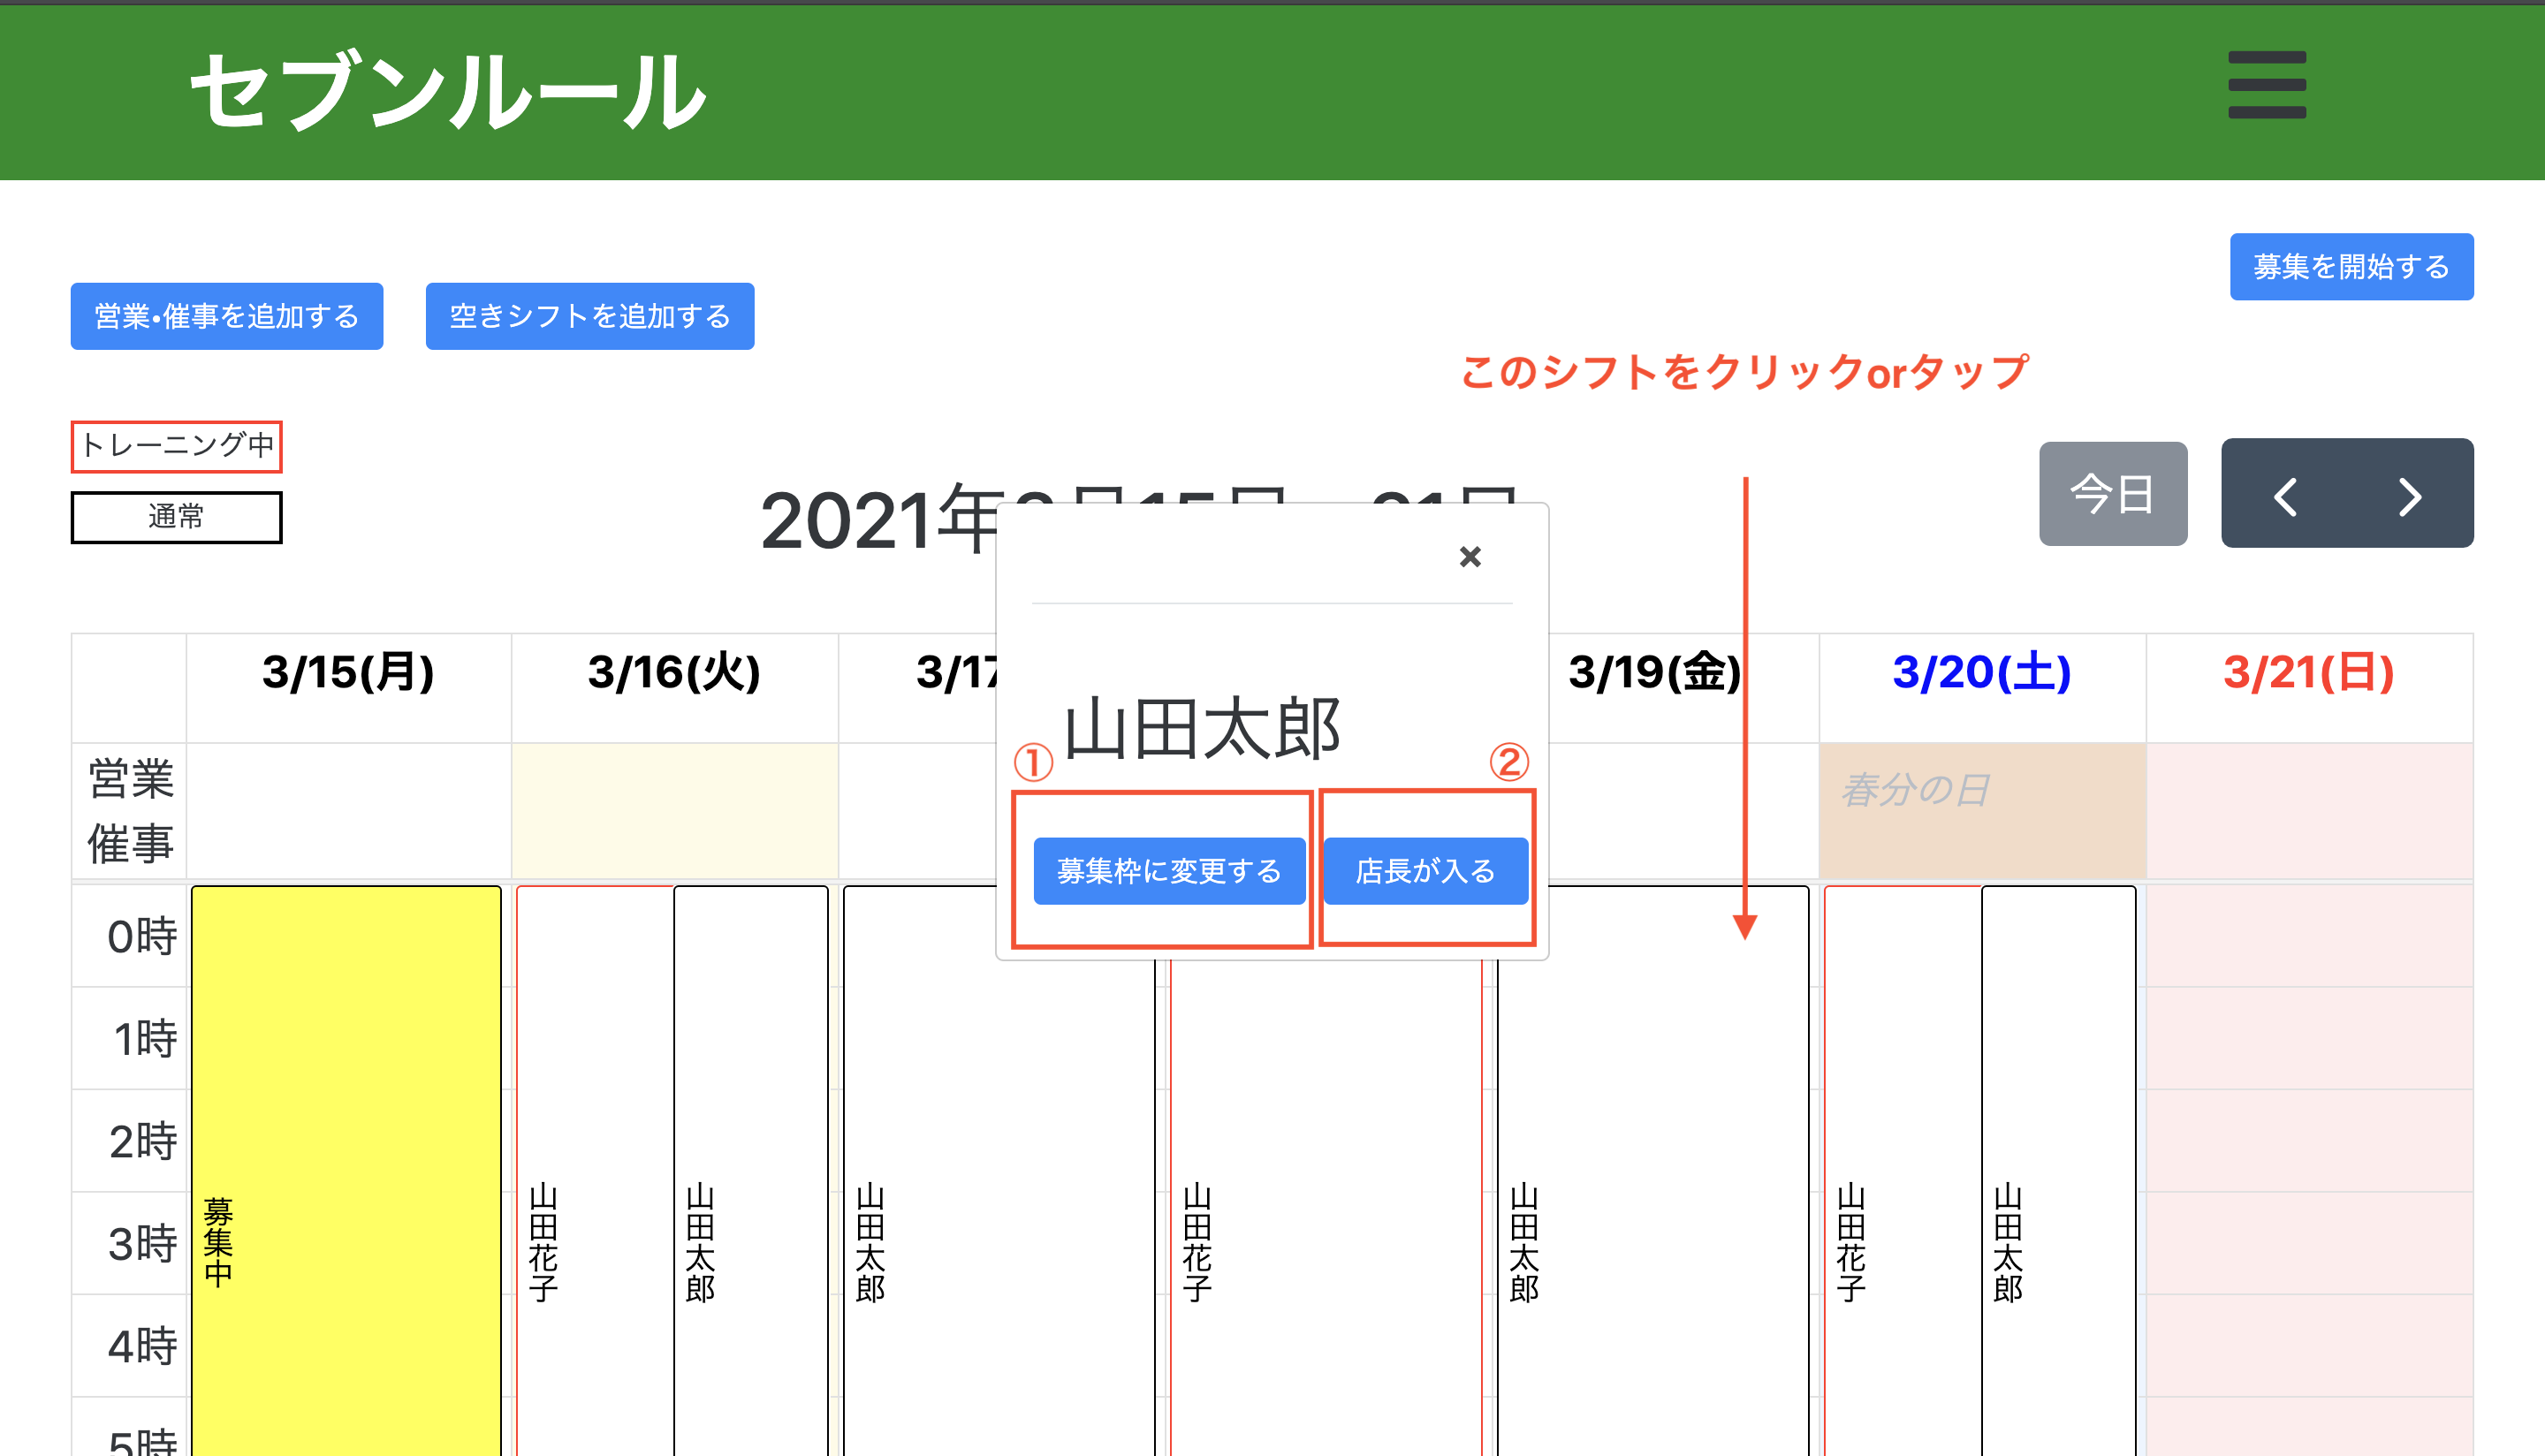 セブンルール
募集を開始する
営業•催事を追加する
空きシフトを追加する
このシフトをクリックorタップ
トレーニング中
通常
2021年
今日
×
3/15(月)
3/16(火)
3/17
3/19(金)
3/20(土)
3/21(日)
山田太郎
①
②
募集枠に変更する
店長が入る
営業
催事
春分の日
0時
1時
2時
3時
4時
5時
募集中
山田花子
山田太郎
山田太郎
山田花子
山田太郎
山田花子
山田太郎